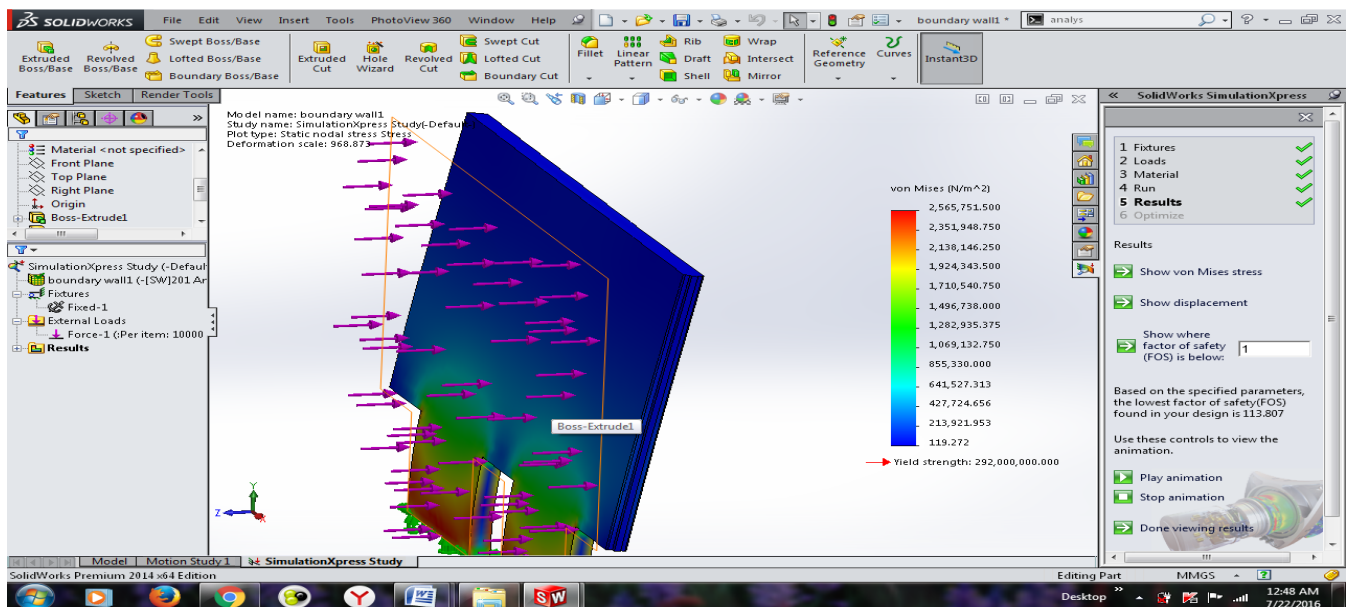 SOLIDWORKS File Edit View Insert Tools PhotoView 360 Window Help boundary wall1 * analys
Extruded Boss/Base
Revolved Boss/Base
Swept Boss/Base
Lofted Boss/Base
Boundary Boss/Base
Extruded Cut
Hole Wizard
Revolved Cut
Swept Cut
Lofted Cut
Boundary Cut
Fillet
Linear Pattern
Rib
Draft
Shell
Wrap
Intersect
Mirror
Reference Geometry
Curves
Instant3D
Features Sketch Render Tools
Material <not specified>
Front Plane
Top Plane
Right Plane
Origin
Boss-Extrude1
SimulationXpress Study (-Defaul
boundary wall1 (-[SW]201 Ar
Fixtures
Fixed-1
External Loads
Force-1 (:Per item: 10000
Results
Model name: boundary wall1
Study name: SimulationXpress Study(-Default
Plot type: Static nodal stress Stress
Deformation scale: 968.873
Boss-Extrude1
Y
Z
von Mises (N/m^2)
2,565,751.500
2,351,948.750
2,138,146.250
1,924,343.500
1,710,540.750
1,496,738.000
1,282,935.375
1,069,132.750
855,330.000
641,527.313
427,724.656
213,921.953
119.272
Yield strength: 292,000,000.000
SolidWorks SimulationXpress
1 Fixtures
2 Loads
3 Material
4 Run
5 Results
6 Optimize
Results
Show von Mises stress
Show displacement
Show where
factor of safety
(FOS) is below:
1
Based on the specified parameters,
the lowest factor of safety(FOS)
found in your design is 113.807
Use these controls to view the
animation.
Play animation
Stop animation
Done viewing results
Model Motion Study 1 SimulationXpress Study
SolidWorks Premium 2014 x64 Edition Editing Part MMGS
Desktop 12:48 AM
7/22/2016